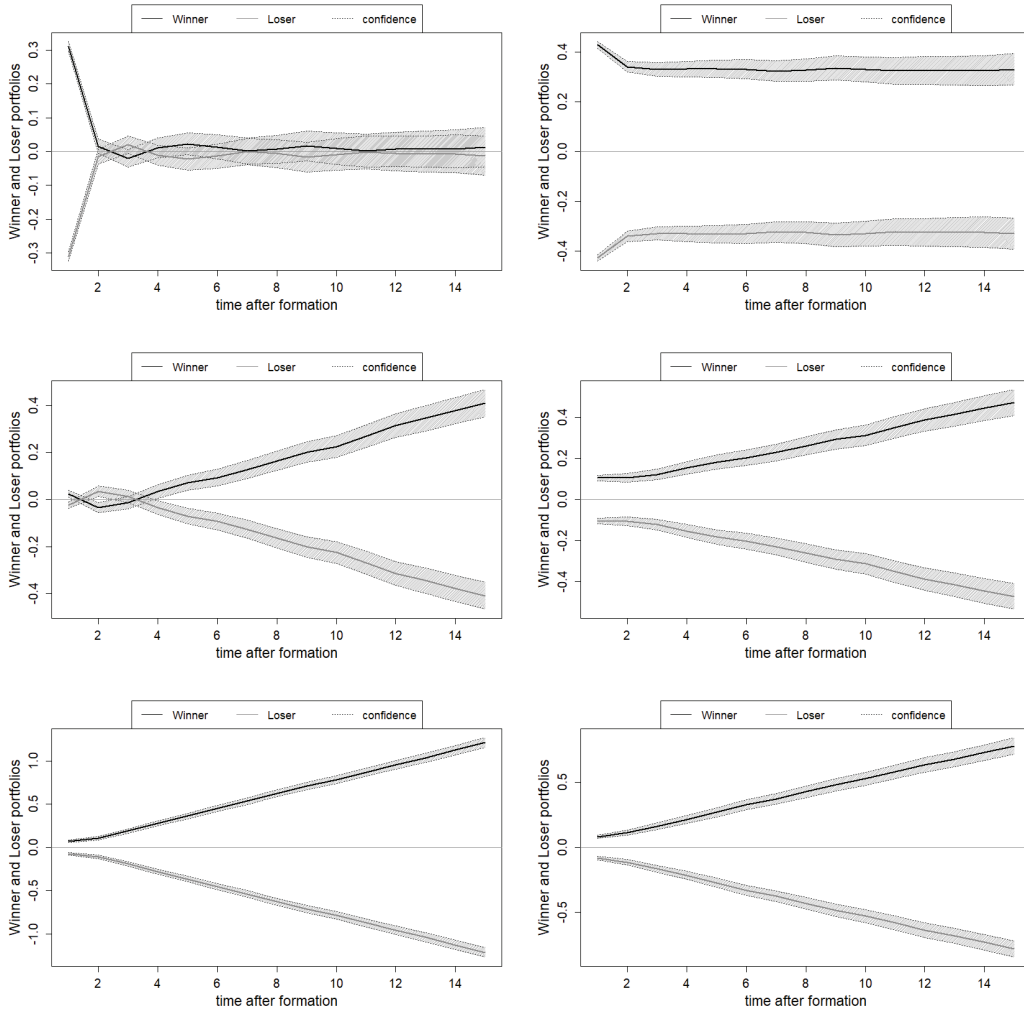 Winner Loser confidence
Winner and Loser portfolios
0.3
0.2
0.1
0.0
-0.1
-0.2
-0.3
2 4 6 8 10 12 14
time after formation
Winner Loser confidence
Winner and Loser portfolios
0.4
0.2
0.0
-0.2
-0.4
2 4 6 8 10 12 14
time after formation
Winner Loser confidence
Winner and Loser portfolios
0.4
0.2
0.0
-0.2
-0.4
2 4 6 8 10 12 14
time after formation
Winner Loser confidence
Winner and Loser portfolios
0.4
0.2
0.0
-0.2
-0.4
2 4 6 8 10 12 14
time after formation
Winner Loser confidence
Winner and Loser portfolios
1.0
0.5
0.0
-0.5
-1.0
2 4 6 8 10 12 14
time after formation
Winner Loser confidence
Winner and Loser portfolios
0.5
0.0
-0.5
2 4 6 8 10 12 14
time after formation